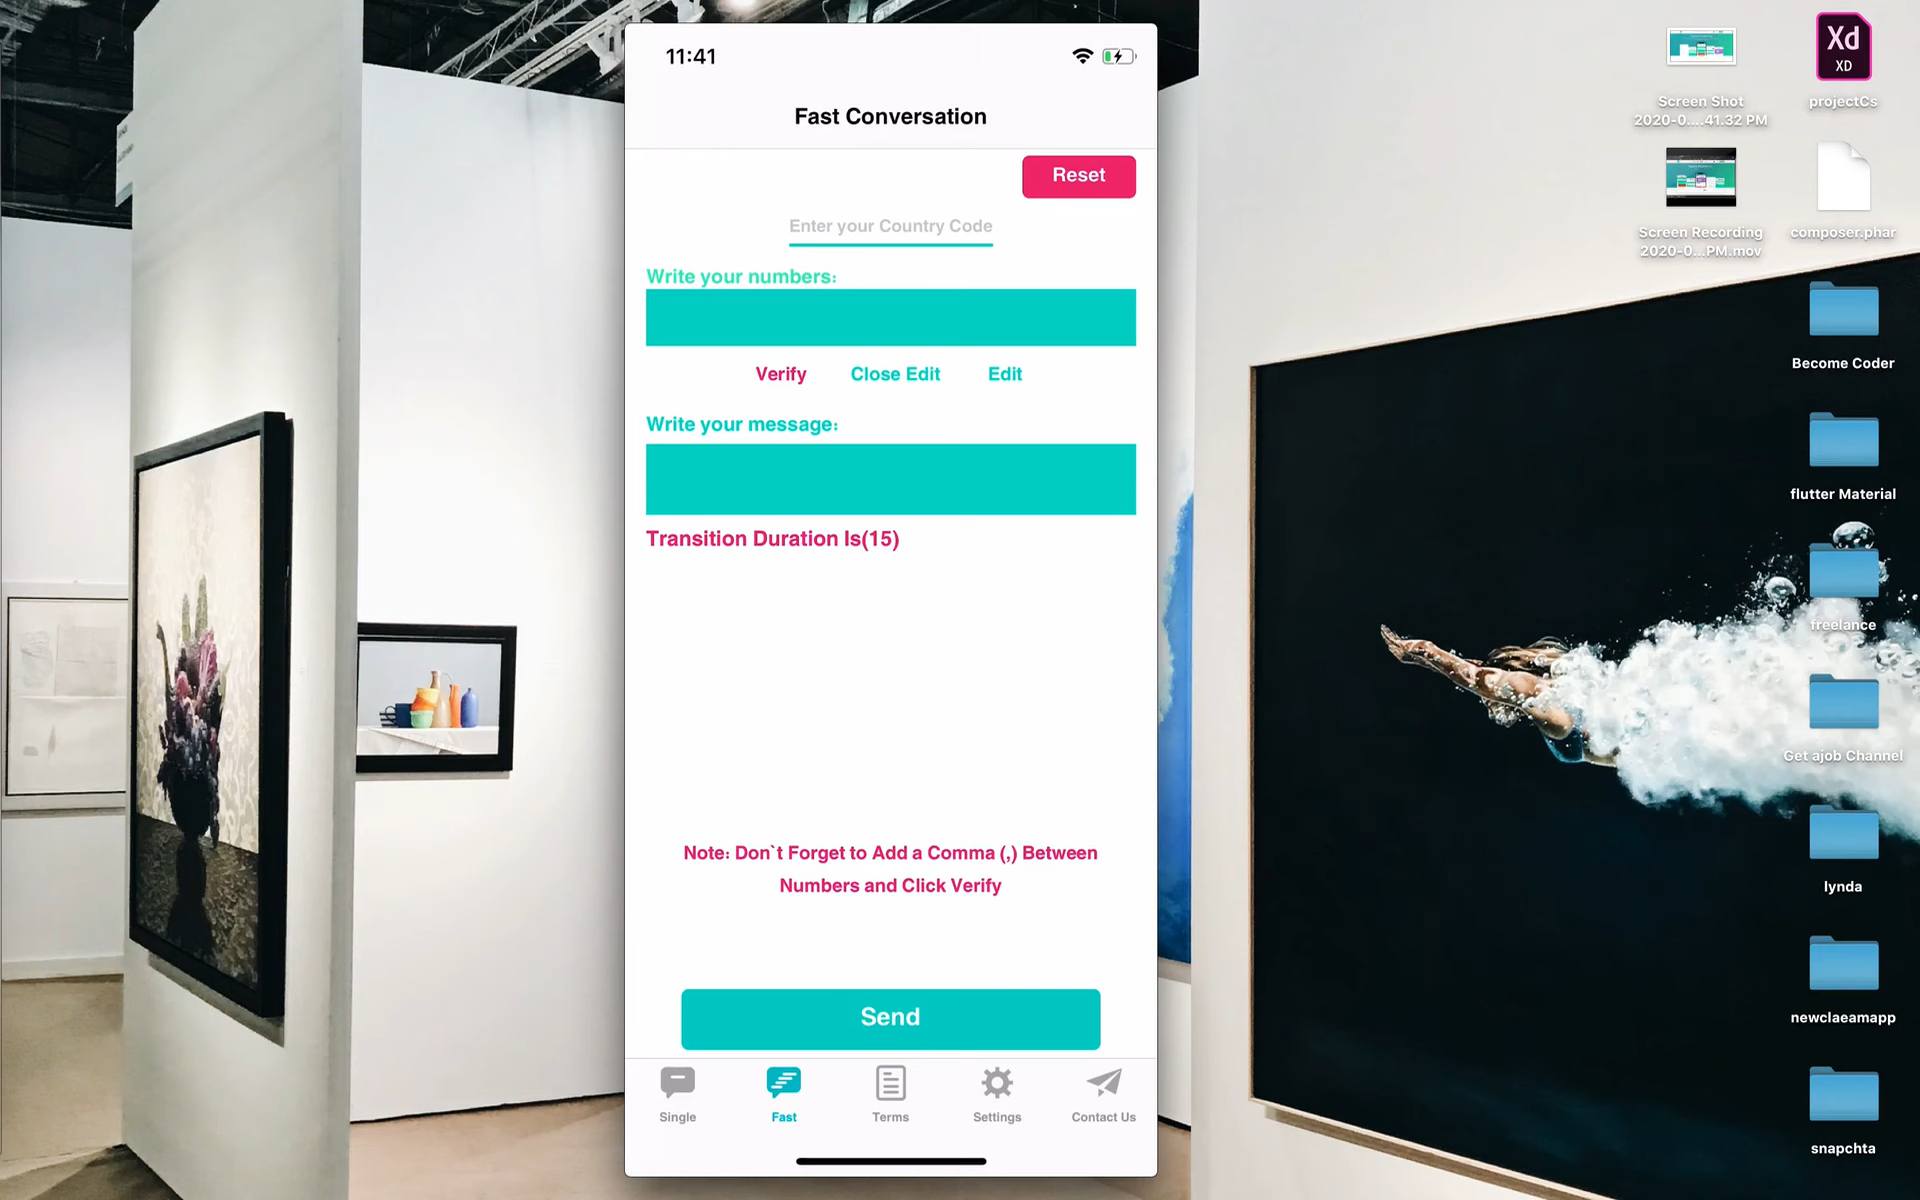 11:41
Fast Conversation
Reset
Enter your Country Code
Write your numbers:
Verify Close Edit Edit
Write your message:
Transition Duration Is(15)
Note: Don`t Forget to Add a Comma (,) Between
Numbers and Click Verify
Send
Single Fast Terms Settings Contact Us
Screen Shot
2020-0....41.32 PM
Xd
XD
projectCs
Screen Recording
2020-0...PM.mov
composer.phar
Become Coder
flutter Material
freelance
Get ajob Channel
lynda
newclaeamapp
snapchta